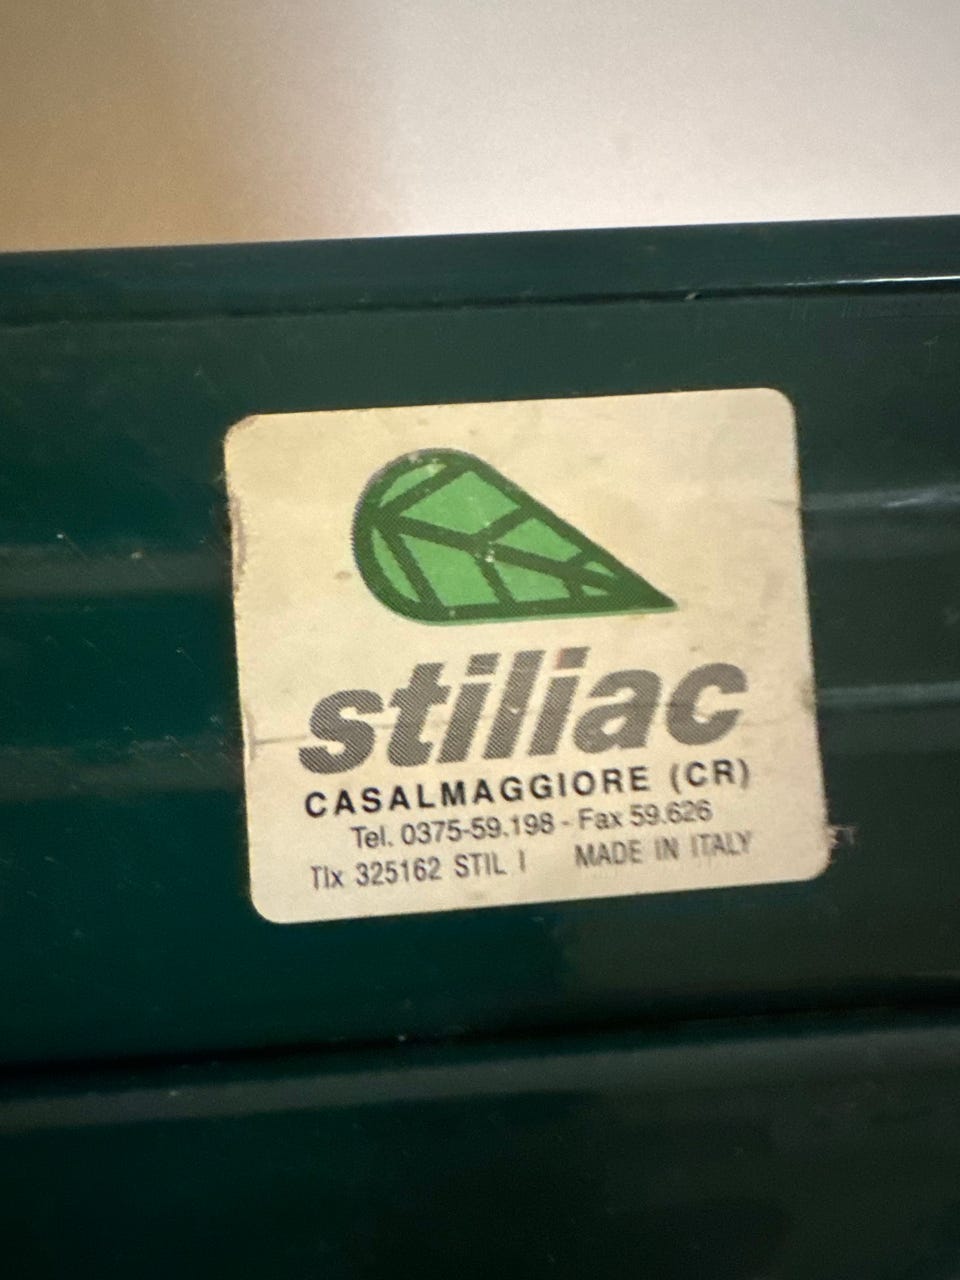 stiliac
CASALMAGGIORE (CR)
Tel. 0375-59.198 - Fax 59.626
Tlx 325162 STIL I MADE IN ITALY